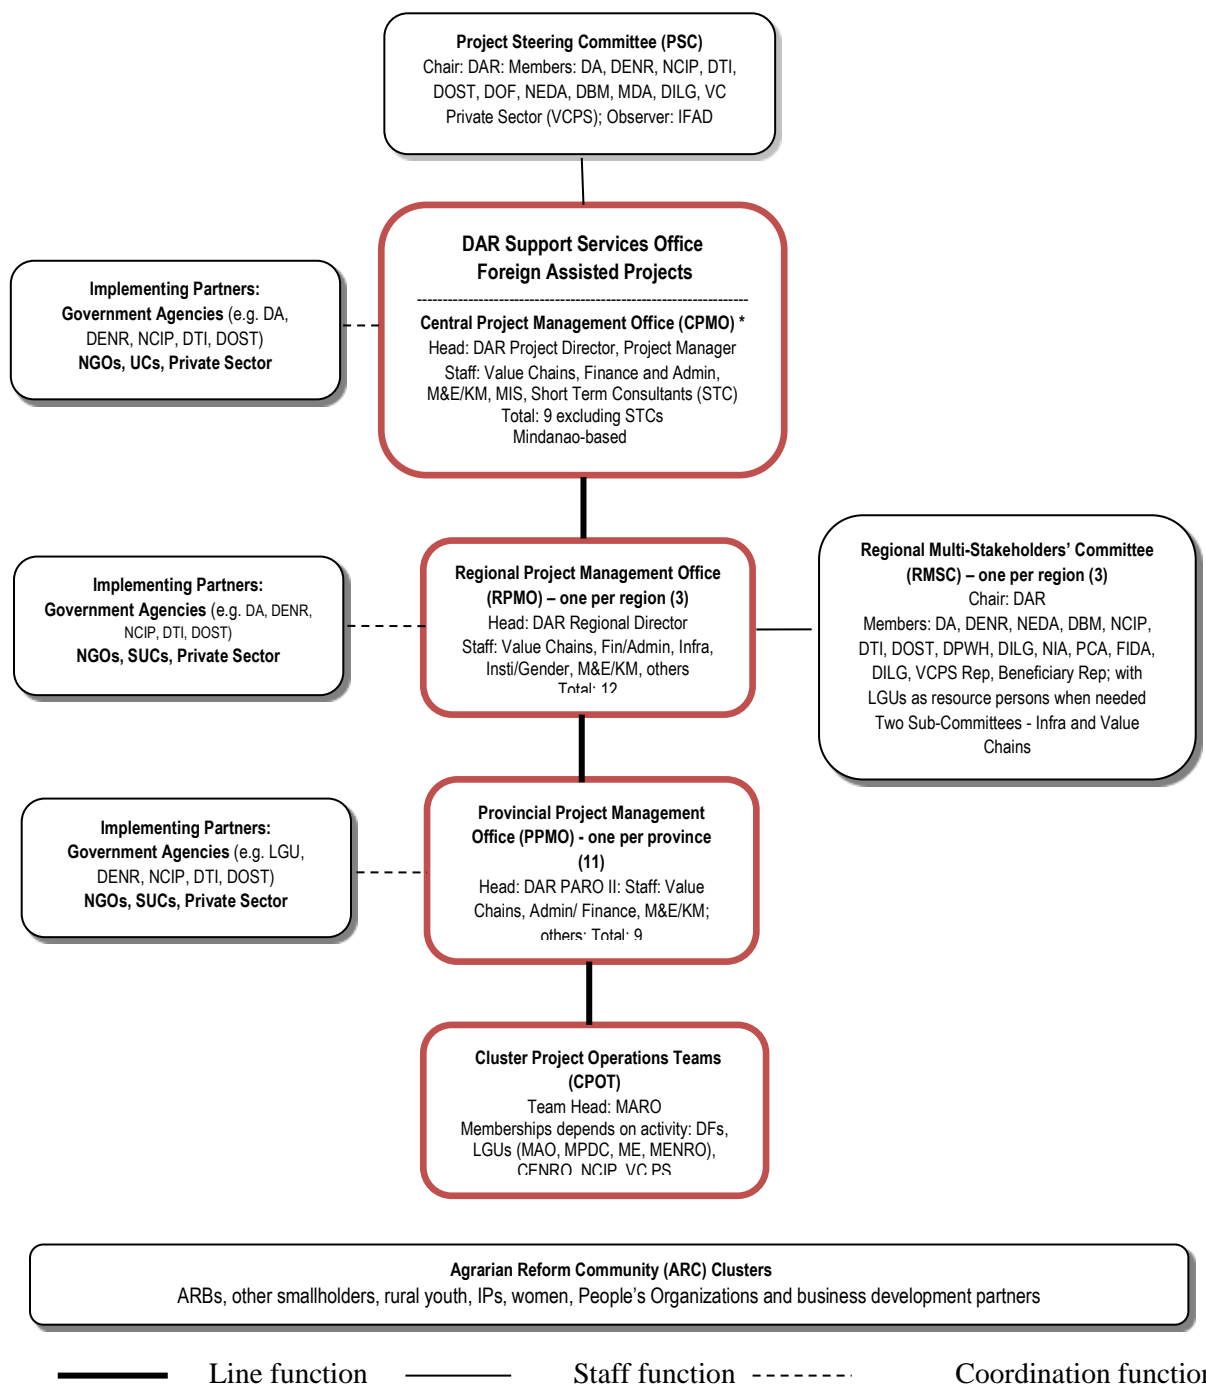 Project Steering Committee (PSC)
Chair: DAR: Members: DA, DENR, NCIP, DTI,
DOST, DOF, NEDA, DBM, MDA, DILG, VC
Private Sector (VCPS); Observer: IFAD
DAR Support Services Office
Foreign Assisted Projects
------------------------------------------------------------------
Central Project Management Office (CPMO) *
Head: DAR Project Director, Project Manager
Staff: Value Chains, Finance and Admin,
M&E/KM, MIS, Short Term Consultants (STC)
Total: 9 excluding STCs
Mindanao-based
Implementing Partners:
Government Agencies (e.g. DA,
DENR, NCIP, DTI, DOST)
NGOs, UCs, Private Sector
Regional Project Management Office
(RPMO) – one per region (3)
Head: DAR Regional Director
Staff: Value Chains, Fin/Admin, Infra,
Insti/Gender, M&E/KM, others
Total: 12
Implementing Partners:
Government Agencies (e.g. DA, DENR,
NCIP, DTI, DOST)
NGOs, SUCs, Private Sector
Regional Multi-Stakeholders’ Committee
(RMSC) – one per region (3)
Chair: DAR
Members: DA, DENR, NEDA, DBM, NCIP,
DTI, DOST, DPWH, DILG, NIA, PCA, FIDA,
DILG, VCPS Rep, Beneficiary Rep; with
LGUs as resource persons when needed
Two Sub-Committees - Infra and Value
Chains
Provincial Project Management
Office (PPMO) - one per province
(11)
Head: DAR PARO II: Staff: Value
Chains, Admin/ Finance, M&E/KM;
others; Total: 9
Implementing Partners:
Government Agencies (e.g. LGU,
DENR, NCIP, DTI, DOST)
NGOs, SUCs, Private Sector
Cluster Project Operations Teams
(CPOT)
Team Head: MARO
Memberships depends on activity: DFs,
LGUs (MAO, MPDC, ME, MENRO),
CENRO, NCIP, VC PS
Agrarian Reform Community (ARC) Clusters
ARBs, other smallholders, rural youth, IPs, women, People’s Organizations and business development partners
Line function
Staff function
Coordination function